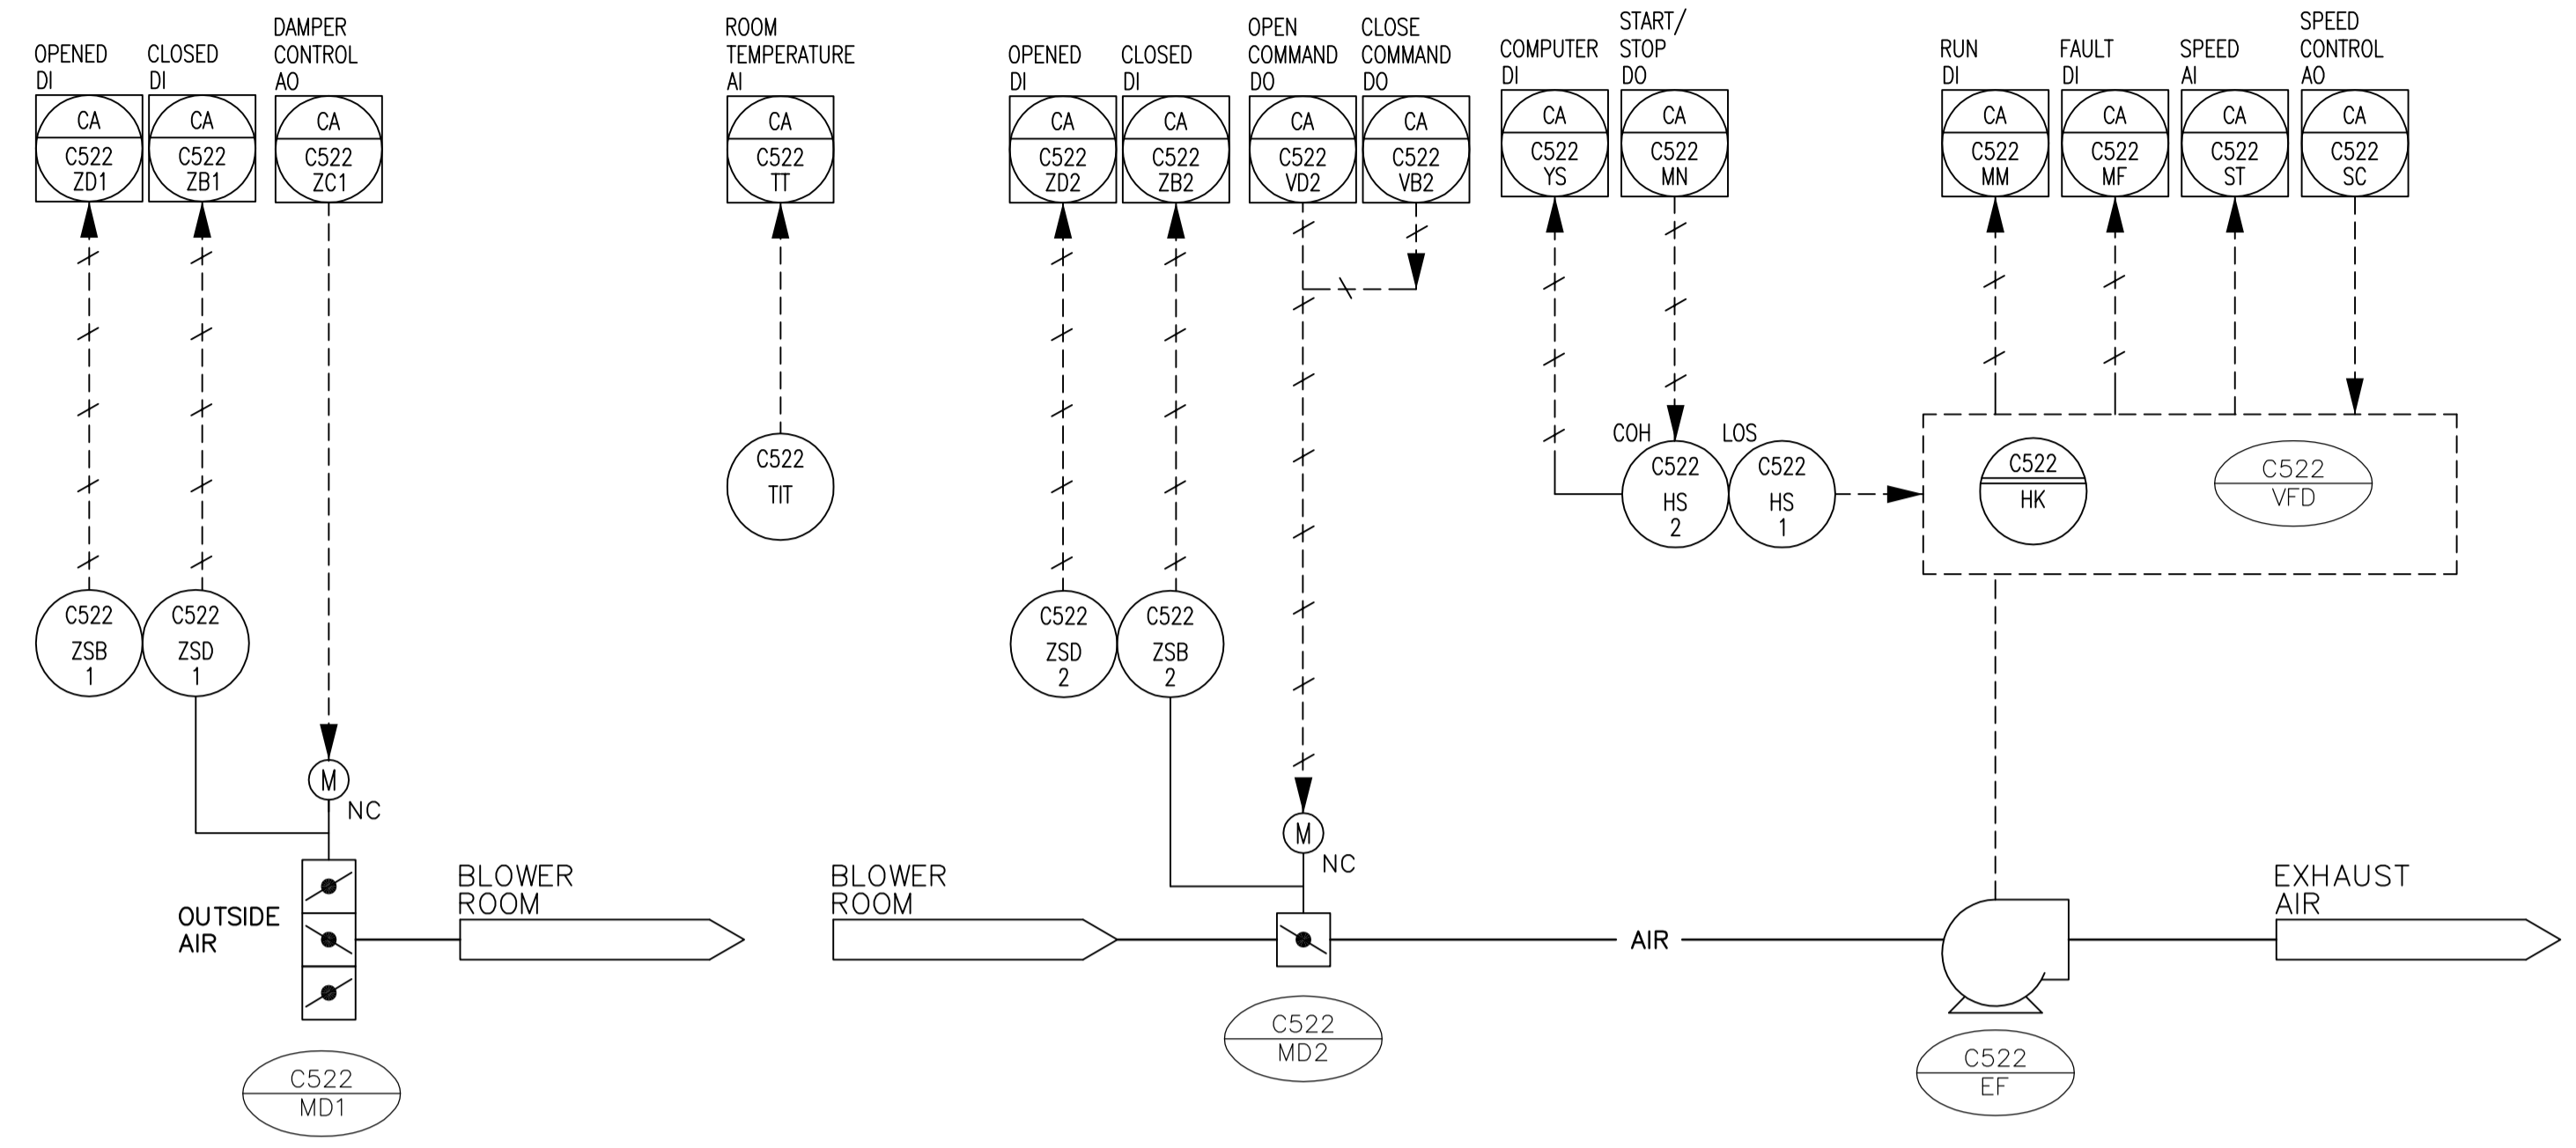 OPENED
DI
CLOSED
DI
DAMPER
CONTROL
AO
ROOM
TEMPERATURE
AI
OPENED
DI
CLOSED
DI
OPEN
COMMAND
DO
CLOSE
COMMAND
DO
COMPUTER
DI
START/
STOP
DO
RUN
DI
FAULT
DI
SPEED
AI
SPEED
CONTROL
AO
CA
C522
ZD1
CA
C522
ZB1
CA
C522
ZC1
CA
C522
TT
CA
C522
ZD2
CA
C522
ZB2
CA
C522
VD2
CA
C522
VB2
CA
C522
YS
CA
C522
MN
CA
C522
MM
CA
C522
MF
CA
C522
ST
CA
C522
SC
C522
TIT
COH
C522
HS
2
LOS
C522
HS
1
C522
HK
C522
VFD
C522
ZSB
1
C522
ZSD
1
C522
ZSD
2
C522
ZSB
2
M
NC
M
NC
OUTSIDE
AIR
BLOWER
ROOM
BLOWER
ROOM
AIR
EXHAUST
AIR
C522
MD1
C522
MD2
C522
EF